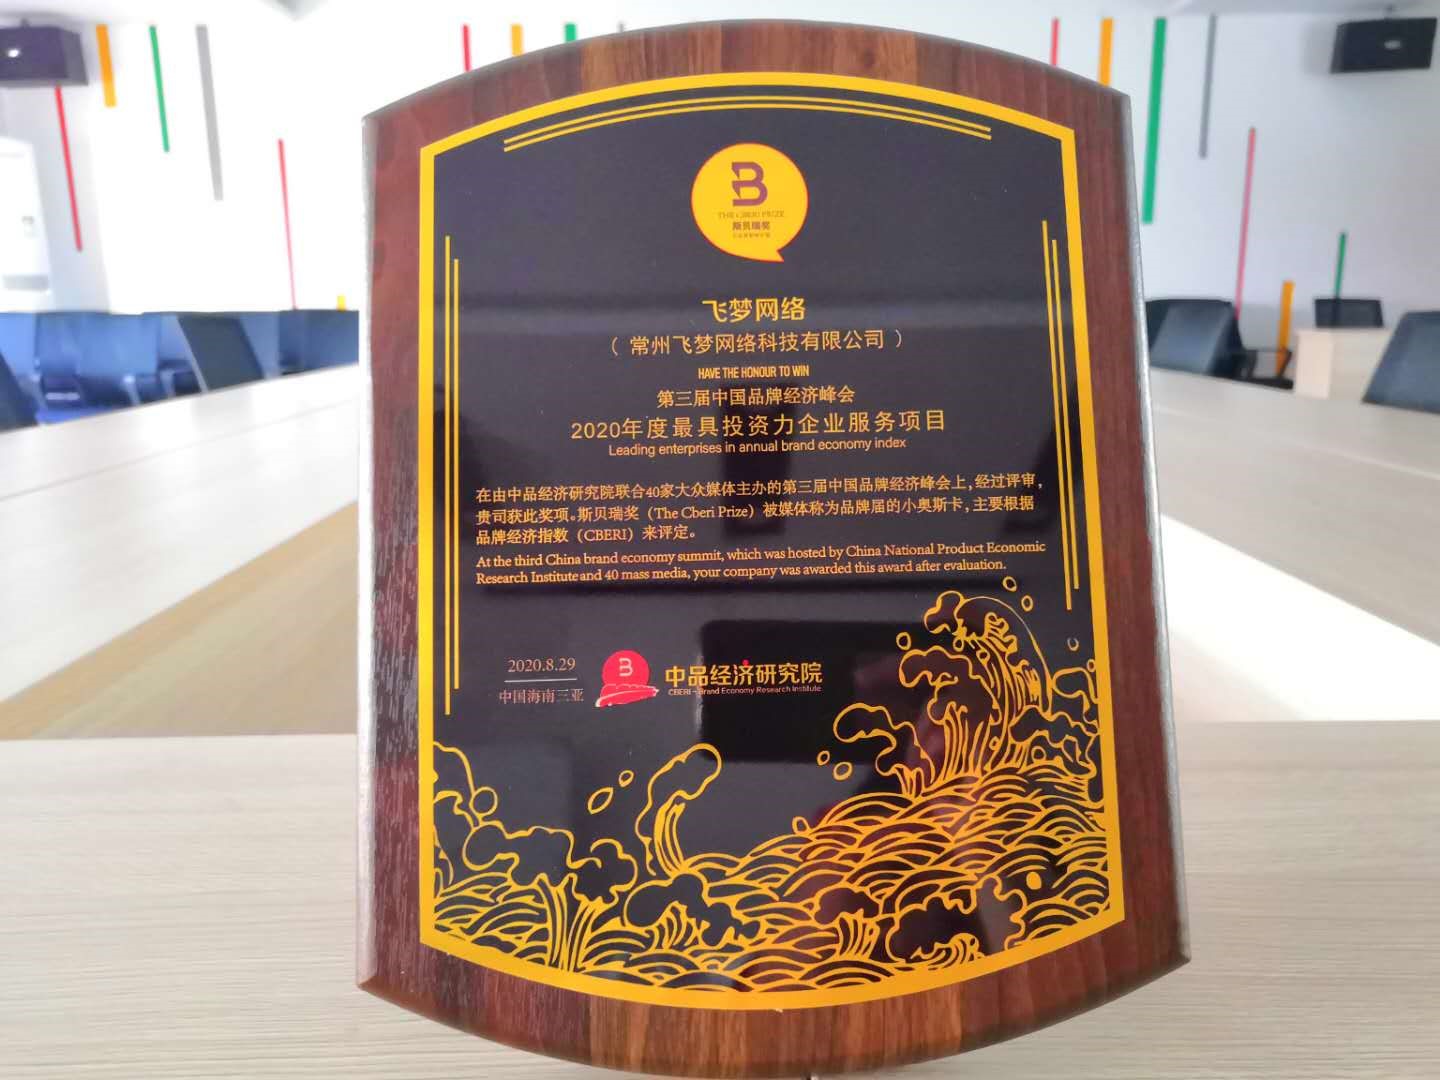 B
THE CBERI PRIZE
斯贝瑞奖
飞梦网络
（ 常州飞梦网络科技有限公司 ）
HAVE THE HONOUR TO WIN
第三届中国品牌经济峰会
2020年度最具投资力企业服务项目
Leading enterprises in annual brand economy index
在由中品经济研究院联合40家大众媒体主办的第三届中国品牌经济峰会上，经过评审，
贵司获此奖项。斯贝瑞奖（The Cberi Prize）被媒体称为品牌届的小奥斯卡，主要根据
品牌经济指数（CBERI）来评定。
At the third China brand economy summit, which was hosted by China National Product Economic
Research Institute and 40 mass media, your company was awarded this award after evaluation.
2020.8.29
中国海南三亚
B
中品经济研究院
CBERI - Brand Economy Research Institute